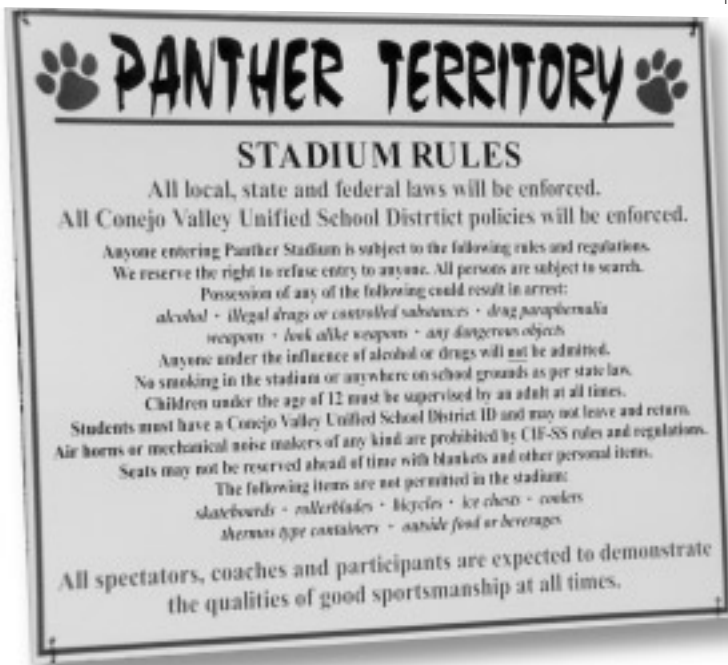 PANTHER TERRITORY
STADIUM RULES
All local, state and federal laws will be enforced.
All Conejo Valley Unified School Distrtict policies will be enforced.
Anyone entering Panther Stadium is subject to the following rules and regulations.
We reserve the right to refuse entry to anyone. All persons are subject to search.
Possession of any of the following could result in arrest:
alcohol · illegal drugs or controlled substances · drug paraphernalia
weapons · look alike weapons · any dangerous objects
Anyone under the influence of alcohol or drugs will not be admitted.
No smoking in the stadium or anywhere on school grounds as per state law.
Children under the age of 12 must be supervised by an adult at all times.
Students must have a Conejo Valley Unified School District ID and may not leave and return.
Air horns or mechanical noise makers of any kind are prohibited by CIF-SS rules and regulations.
Seats may not be reserved ahead of time with blankets and other personal items.
The following items are not permitted in the stadium:
skateboards · rollerblades · bicycles · ice chests · coolers
thermos type containers · outside food or beverages
All spectators, coaches and participants are expected to demonstrate
the qualities of good sportsmanship at all times.